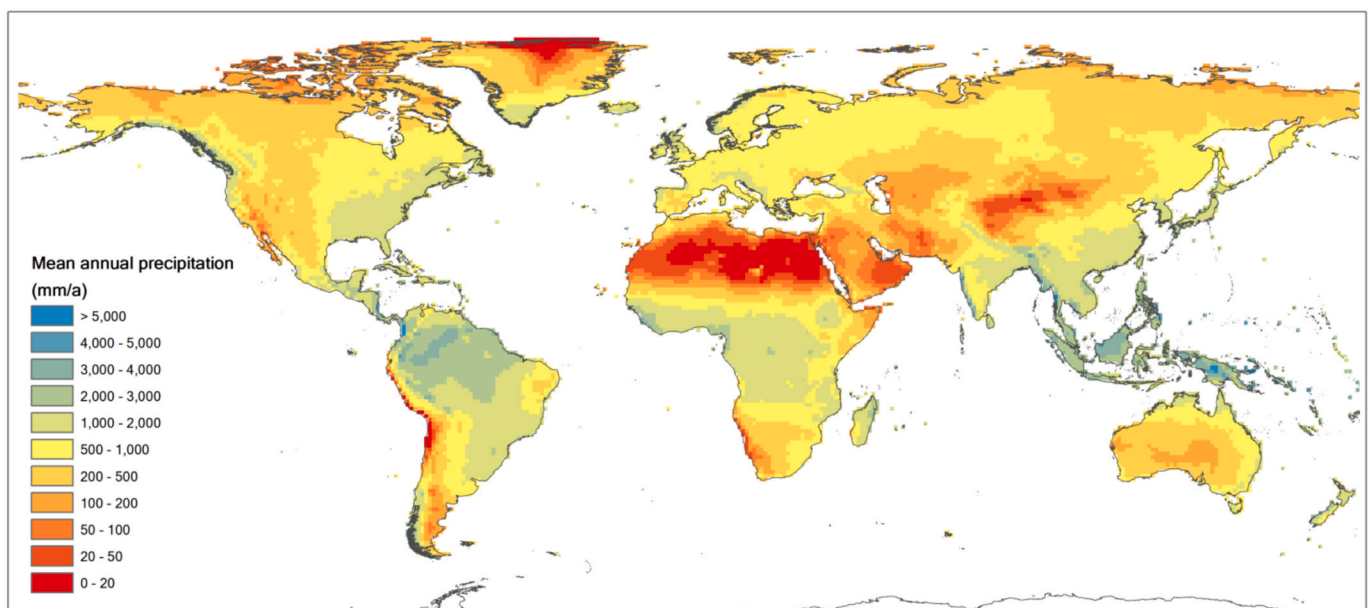 Mean annual precipitation
(mm/a)
> 5,000
4,000 - 5,000
3,000 - 4,000
2,000 - 3,000
1,000 - 2,000
500 - 1,000
200 - 500
100 - 200
50 - 100
20 - 50
0 - 20